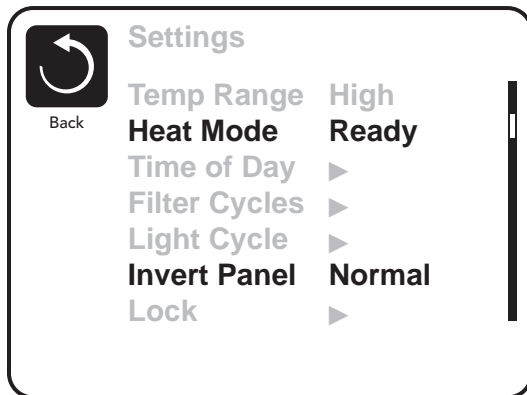 Settings
Back
Temp Range High
Heat Mode Ready
Time of Day ▶
Filter Cycles ▶
Light Cycle ▶
Invert Panel Normal
Lock ▶